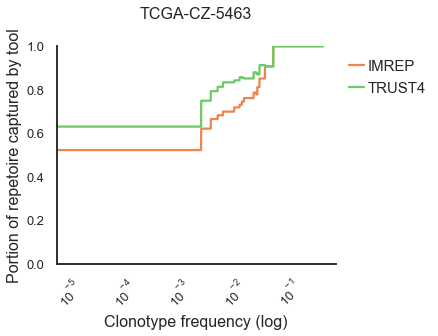 TCGA-CZ-5463
Portion of repetoire captured by tool
1.0
0.8
0.6
0.4
0.2
0.0
10⁻⁵
10⁻⁴
10⁻³
10⁻²
10⁻¹
Clonotype frequency (log)
IMREP
TRUST4